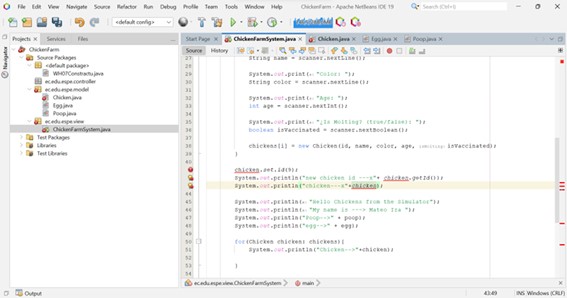 File Edit View Navigate Source Refactor Run Debug Profile Team Tools Window Help
ChickenFarm - Apache NetBeans IDE 19
Search (Ctrl+I)
<default config>
Projects
Files
Services
Navigator
ChickenFarm
Source Packages
<default package>
WH07Constructu.java
ec.edu.espe.controller
ec.edu.espe.model
Chicken.java
Egg.java
Poop.java
ec.edu.espe.view
ChickenFarmSystem.java
Test Packages
Libraries
Test Libraries
Start Page
ChickenFarmSystem.java
Chicken.java
Egg.java
Poop.java
Source
History
27 String name = scanner.nextLine();
28
29 System.out.print(s: "Color: ");
30 String color = scanner.nextLine();
31
32 System.out.print(s: "Age: ");
33 int age = scanner.nextInt();
34
35 System.out.print(s: "¿Is Molting? (true/false): ");
36 boolean isVaccinated = scanner.nextBoolean();
37
38 chickens[i] = new Chicken(id, name, color, age, isMolting: isVaccinated);
39 }
40
chicken.set.id(9);
System.out.println("new chicken id ---s"+ chicken.getId());
System.out.println("chicken---s"+chicken);
44
45 System.out.println(x: "Hello Chickens from the Simulator");
46 System.out.println(x: "My name is ---> Mateo Iza ");
47 System.out.println("Poop-->" + poop);
48 System.out.println("egg-->" + egg);
49
50 for(Chicken chicken: chickens){
51 System.out.println("Chicken-->"+chicken);
52
53 }
54
ec.edu.espe.view.ChickenFarmSystem
main
Output
43:49
INS
Windows (CRLF)